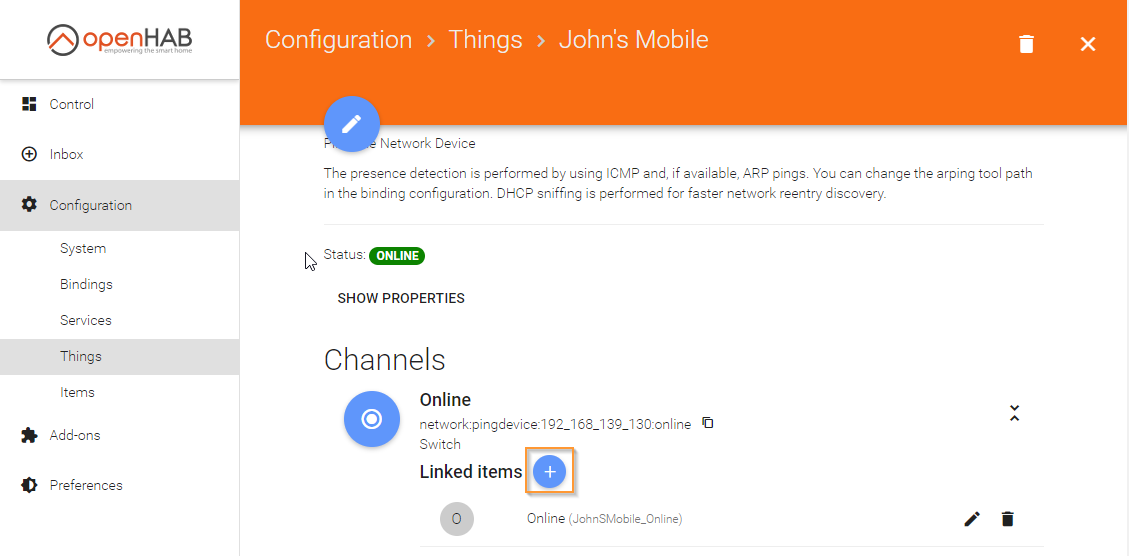 openHAB
empowering the smart home
Control
Inbox
Configuration
System
Bindings
Services
Things
Items
Add-ons
Preferences
Configuration > Things > John's Mobile
Network Device
The presence detection is performed by using ICMP and, if available, ARP pings. You can change the arping tool path
in the binding configuration. DHCP sniffing is performed for faster network reentry discovery.
Status: ONLINE
SHOW PROPERTIES
Channels
Online
network:pingdevice:192_168_139_130:online
Switch
Linked items
O Online (JohnSMobile_Online)